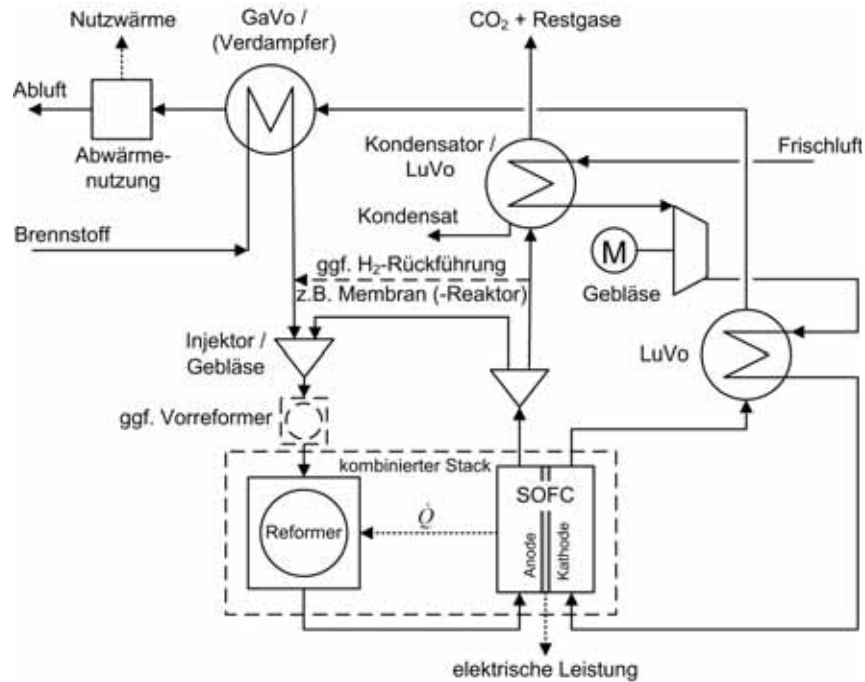 Nutzwärme
GaVo /
(Verdampfer)
CO₂ + Restgase
Abluft
Abwärme-
nutzung
Kondensator /
LuVo
Frischluft
Kondensat
Brennstoff
ggf. H₂-Rückführung
z.B. Membran (-Reaktor)
M
Gebläse
Injektor /
Gebläse
LuVo
ggf. Vorreformer
kombinierter Stack
SOFC
Reformer
Q̇
Anode
Kathode
elektrische Leistung